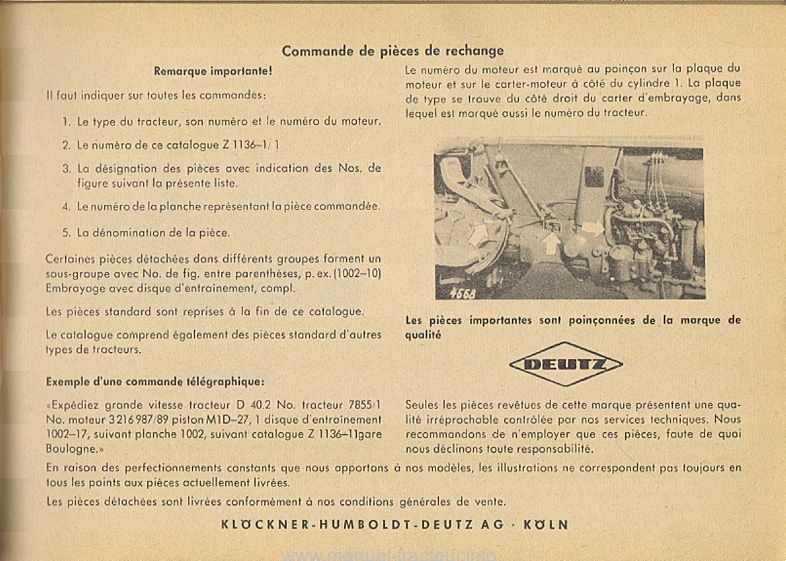 Commande de pièces de rechange
Remarque importante!
Il faut indiquer sur toutes les commandes:
1. Le type du tracteur, son numéro et le numéro du moteur.
2. Le numéro de ce catalogue Z 1136–1/1
3. La désignation des pièces avec indication des Nos. de
figure suivant la présente liste.
4. Le numéro de la planche représentant la pièce commandée.
5. La dénomination de la pièce.
Certaines pièces détachées dans différents groupes forment un
sous-groupe avec No. de fig. entre parenthèses, p. ex. (1002–10)
Embrayage avec disque d'entrainement, compl.
Les pièces standard sont reprises á la fin de ce catalogue.
Le catalogue comprend également des pièces standard d'autres
types de tracteurs.
Exemple d'une commande télégraphique:
«Expédiez grande vitesse tracteur D 40.2 No. tracteur 7855/1
No. moteur 3 216 987/89 piston M1D–27, 1 disque d'entraînement
1002–17, suivant planche 1002, suivant catalogue Z 1136–11gare
Boulogne.»
Le numéro du moteur est marqué au poinçon sur la plaque du
moteur et sur le carter-moteur à côté du cylindre 1. La plaque
de type se trouve du côté droit du carter d'embrayage, dans
lequel est marqué aussi le numéro du tracteur.
4668
Les pièces importantes sont poinçonnées de la marque de
qualité
DEUTZ
Seules les pièces revêtues de cette marque présentent une qua-
lité irréprochable contrôlée par nos services techniques. Nous
recommandons de n'employer que ces pièces, faute de quoi
nous déclinons toute responsabilité.
En raison des perfectionnements constants que nous apportons á nos modèles, les illustrations ne correspondent pas toujours en
tous les points aux pièces actuellement livrées.
Les pièces détachées sont livrées conformément à nos conditions générales de vente.
KLÖCKNER-HUMBOLDT-DEUTZ AG · KÖLN
www.manuel-tracteur.info